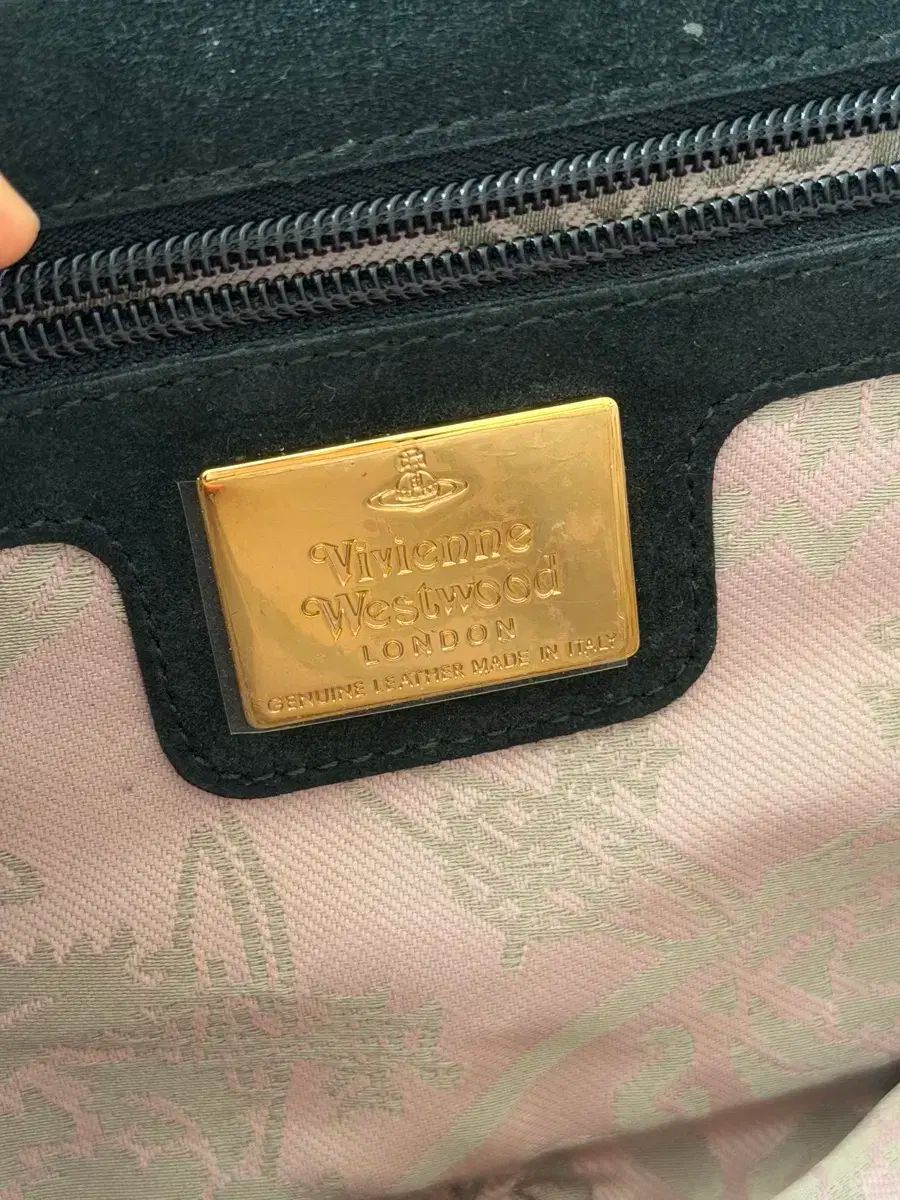 Vivienne
Westwood
LONDON
GENUINE LEATHER MADE IN ITALY